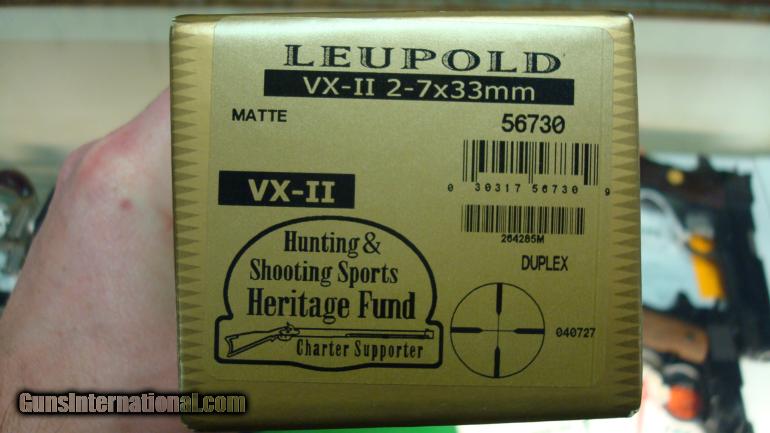 LEUPOLD
VX-II 2-7x33mm
MATTE
56730
0 30317 56730 9
VX-II
264285M
DUPLEX
Hunting &
Shooting Sports
Heritage Fund
Charter Supporter
040727
GunsInternational.com